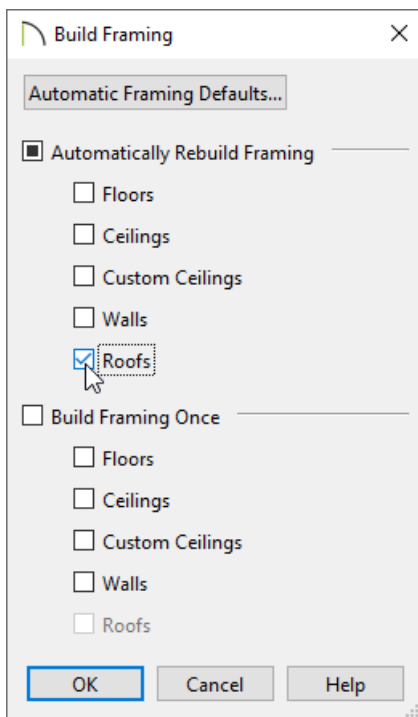 Build Framing
Automatic Framing Defaults...
Automatically Rebuild Framing
Floors
Ceilings
Custom Ceilings
Walls
Roofs
Build Framing Once
Floors
Ceilings
Custom Ceilings
Walls
Roofs
OK Cancel Help